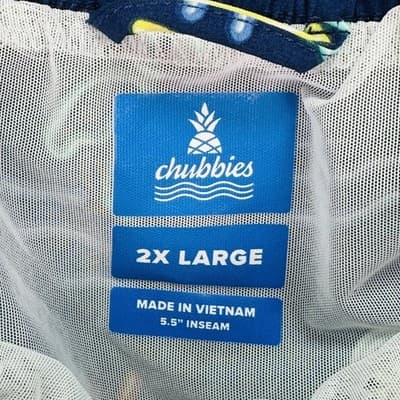 chubbies
2X LARGE
MADE IN VIETNAM
5.5" INSEAM